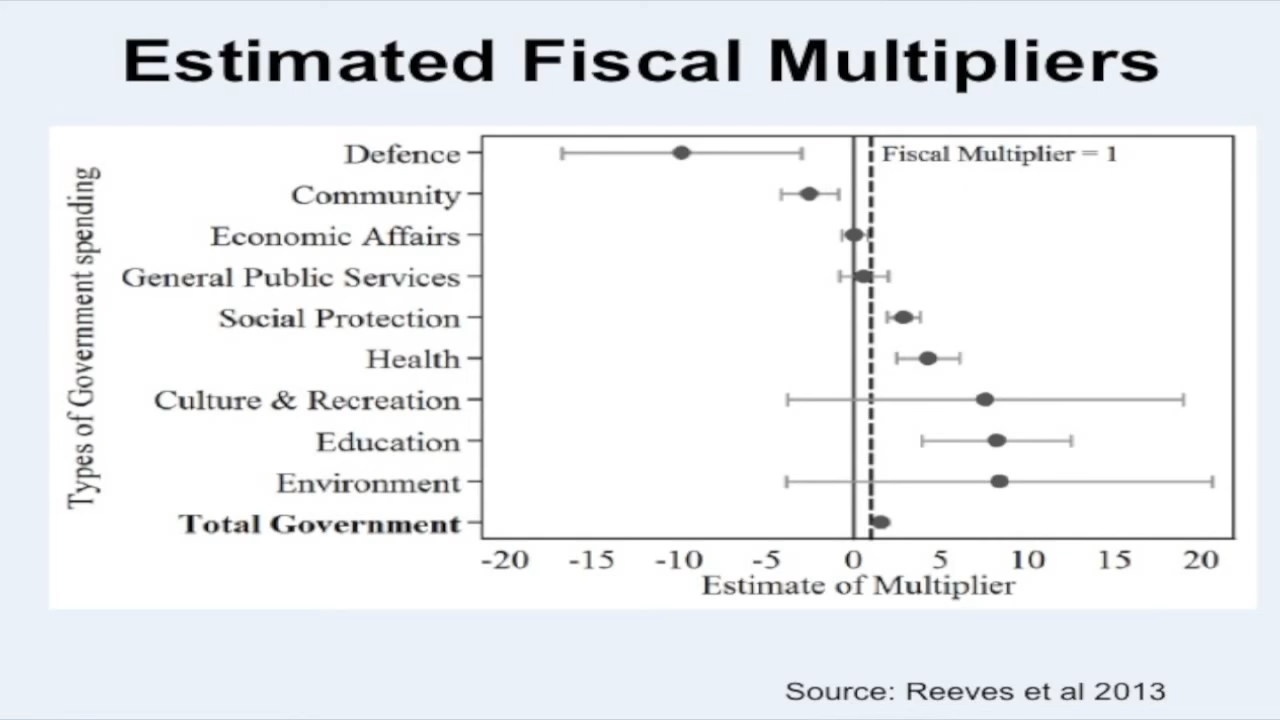 Estimated Fiscal Multipliers
Types of Government spending
Defence
Fiscal Multiplier = 1
Community
Economic Affairs
General Public Services
Social Protection
Health
Culture & Recreation
Education
Environment
Total Government
-20 -15 -10 -5 0 5 10 15 20
Estimate of Multiplier
Source: Reeves et al 2013